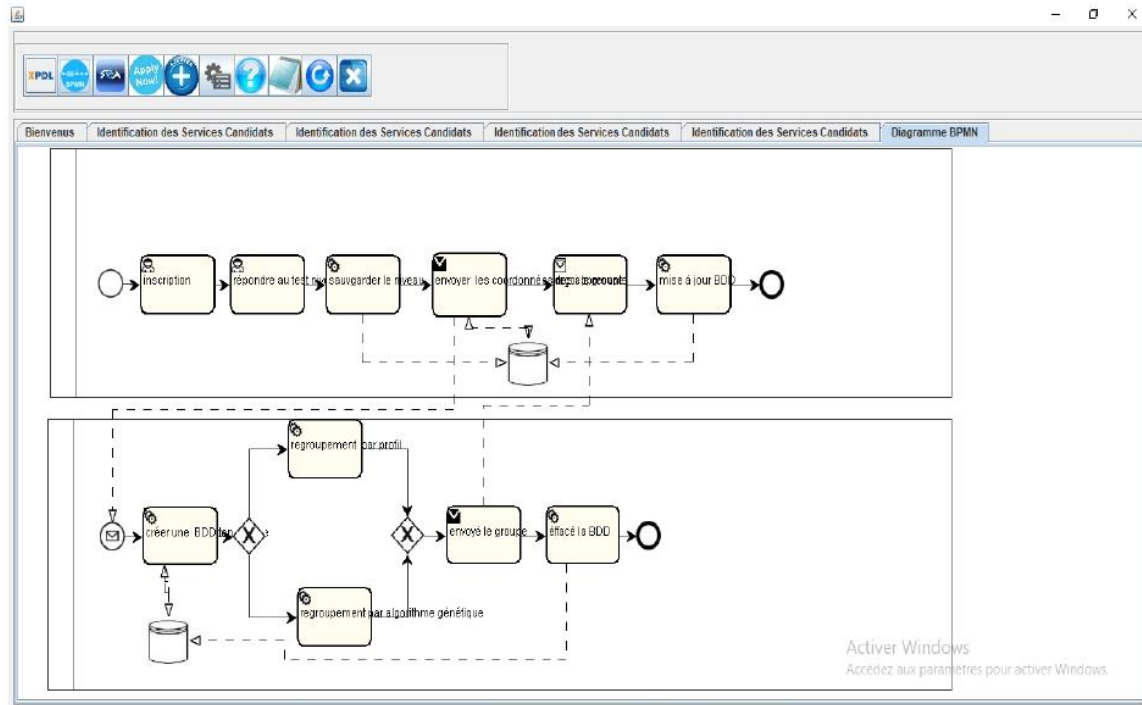 XPDL
BPMN
SOA
Apply Now!
Bienvenus
Identification des Services Candidats
Identification des Services Candidats
Identification des Services Candidats
Identification des Services Candidats
Diagramme BPMN
inscription
répondre au test
sauvgarder le niveau
envoyer les coordonnées
mise à jour BDD
regroupement par profil
créer une BDD
envoyé le groupe
éffacé la BDD
regroupement par algorithme génétique
Activer Windows
Accédez aux paramètres pour activer Windows.